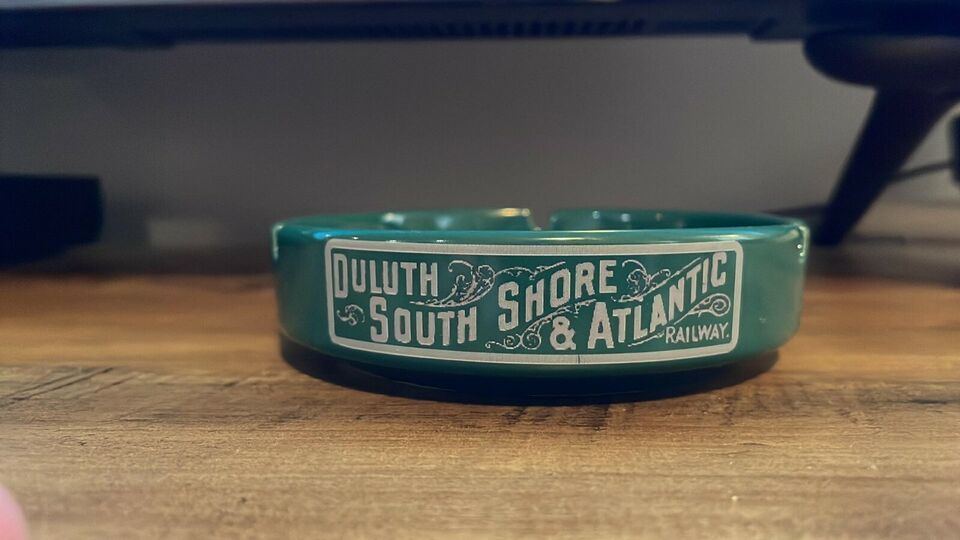 DULUTH
SOUTH SHORE
& ATLANTIC
RAILWAY.